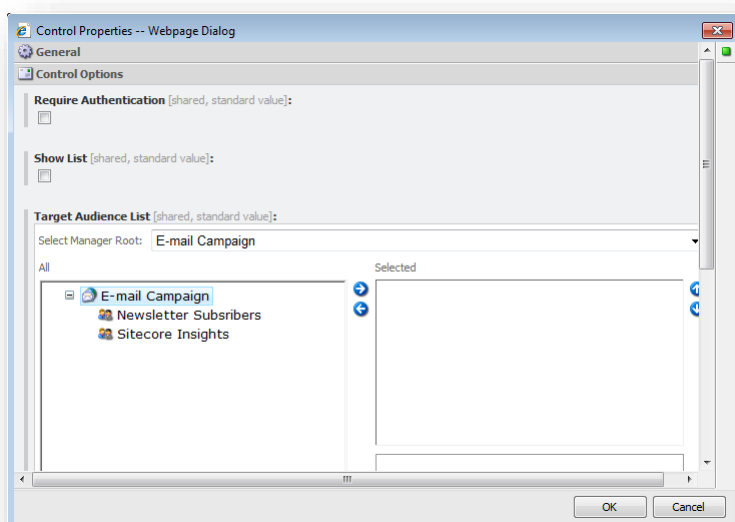 Control Properties -- Webpage Dialog
General
Control Options
Require Authentication [shared, standard value]:
Show List [shared, standard value]:
Target Audience List [shared, standard value]:
Select Manager Root: E-mail Campaign
All Selected
E-mail Campaign
Newsletter Subsribers
Sitecore Insights
OK Cancel